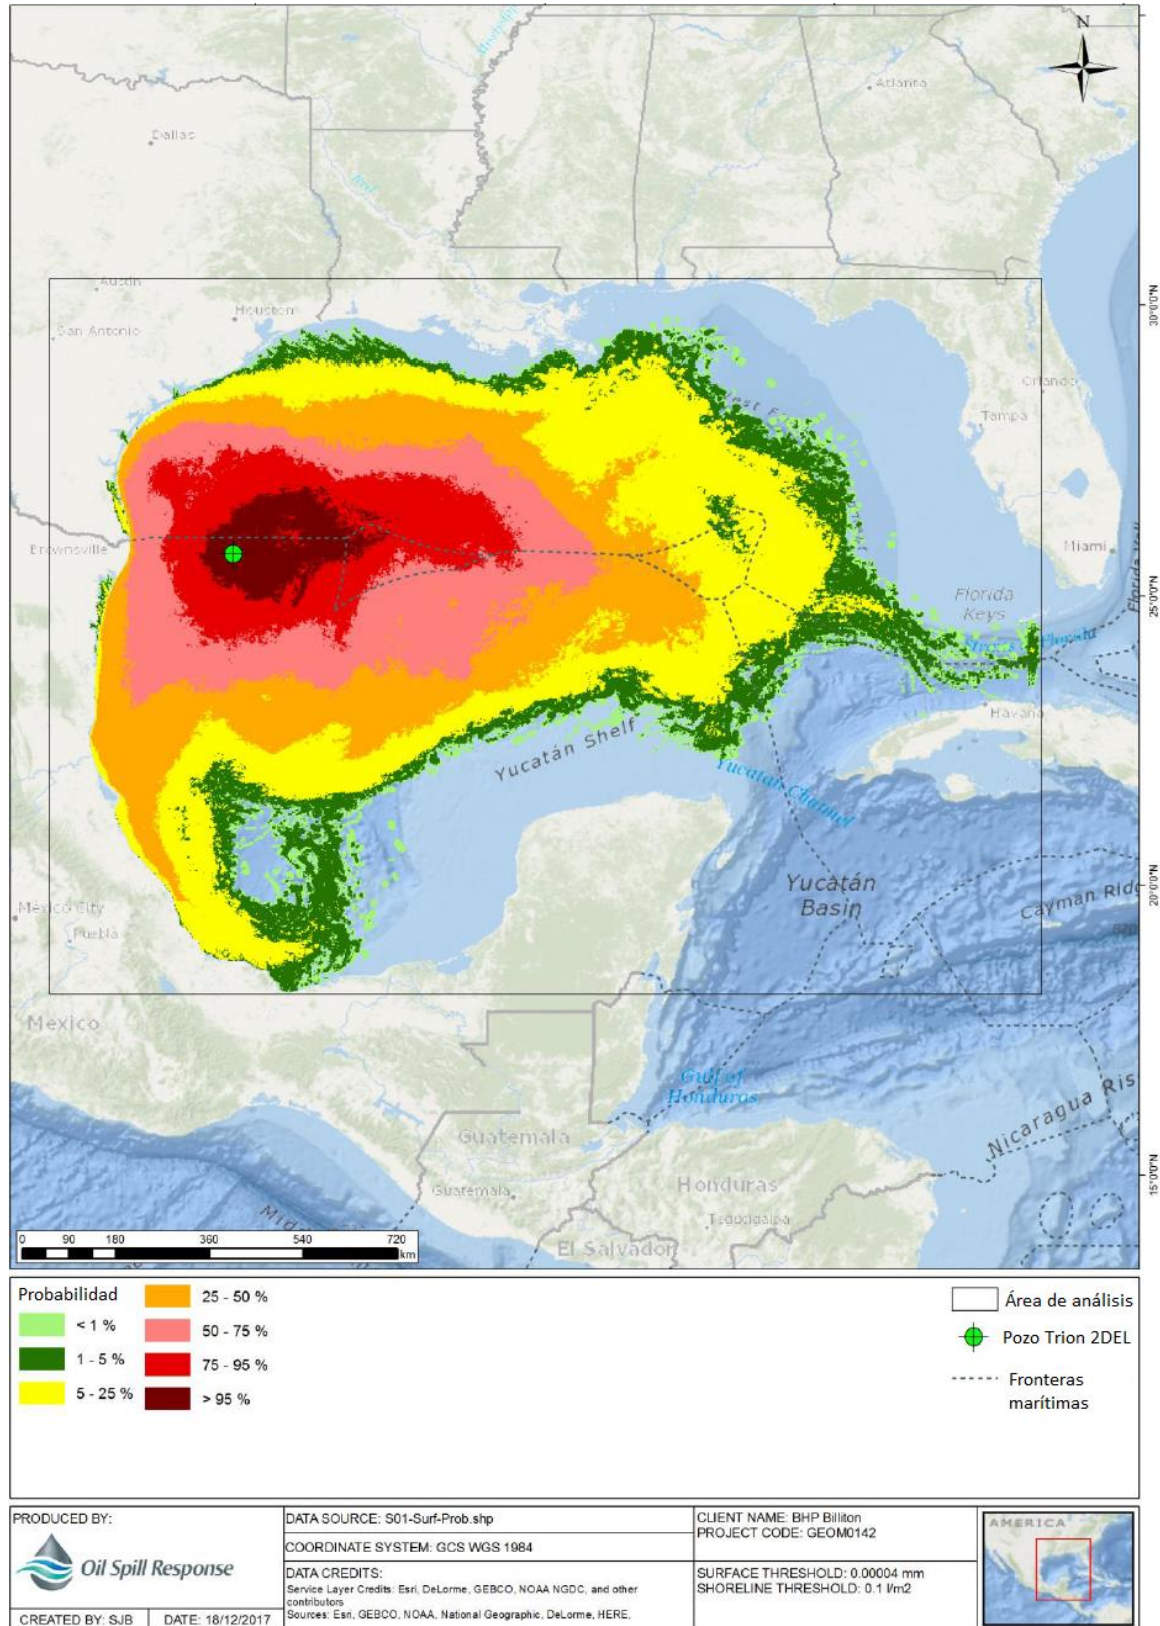 N
Mississippi
Atlanta
Dallas
Red
Austin
Houston
San Antonio
30°0'0"N
Orlando
Tampa
Brownsville
Miami
Florida
Keys
25°0'0"N
Florida
Havana
Yucatán Shelf
Yucatán Channel
Yucatán
Basin
20°0'0"N
Cayman Ridg
México City
Puebla
Mexico
Gulf of
Honduras
Nicaragua Ris
Guatemala
Guatemala
Honduras
Tegucigalpa
El Salvador
15°0'0"N
0 90 180 360 540 720
km
Probabilidad
< 1 %
1 - 5 %
5 - 25 %
25 - 50 %
50 - 75 %
75 - 95 %
> 95 %
Área de análisis
Pozo Trion 2DEL
Fronteras
marítimas
PRODUCED BY:
Oil Spill Response
CREATED BY: SJB DATE: 18/12/2017
DATA SOURCE: S01-Surf-Prob.shp
COORDINATE SYSTEM: GCS WGS 1984
DATA CREDITS:
Service Layer Credits: Esri, DeLorme, GEBCO, NOAA NGDC, and other
contributors
Sources: Esri, GEBCO, NOAA, National Geographic, DeLorme, HERE,
CLIENT NAME: BHP Billiton
PROJECT CODE: GEOM0142
SURFACE THRESHOLD: 0.00004 mm
SHORELINE THRESHOLD: 0.1 l/m2
AMERICA